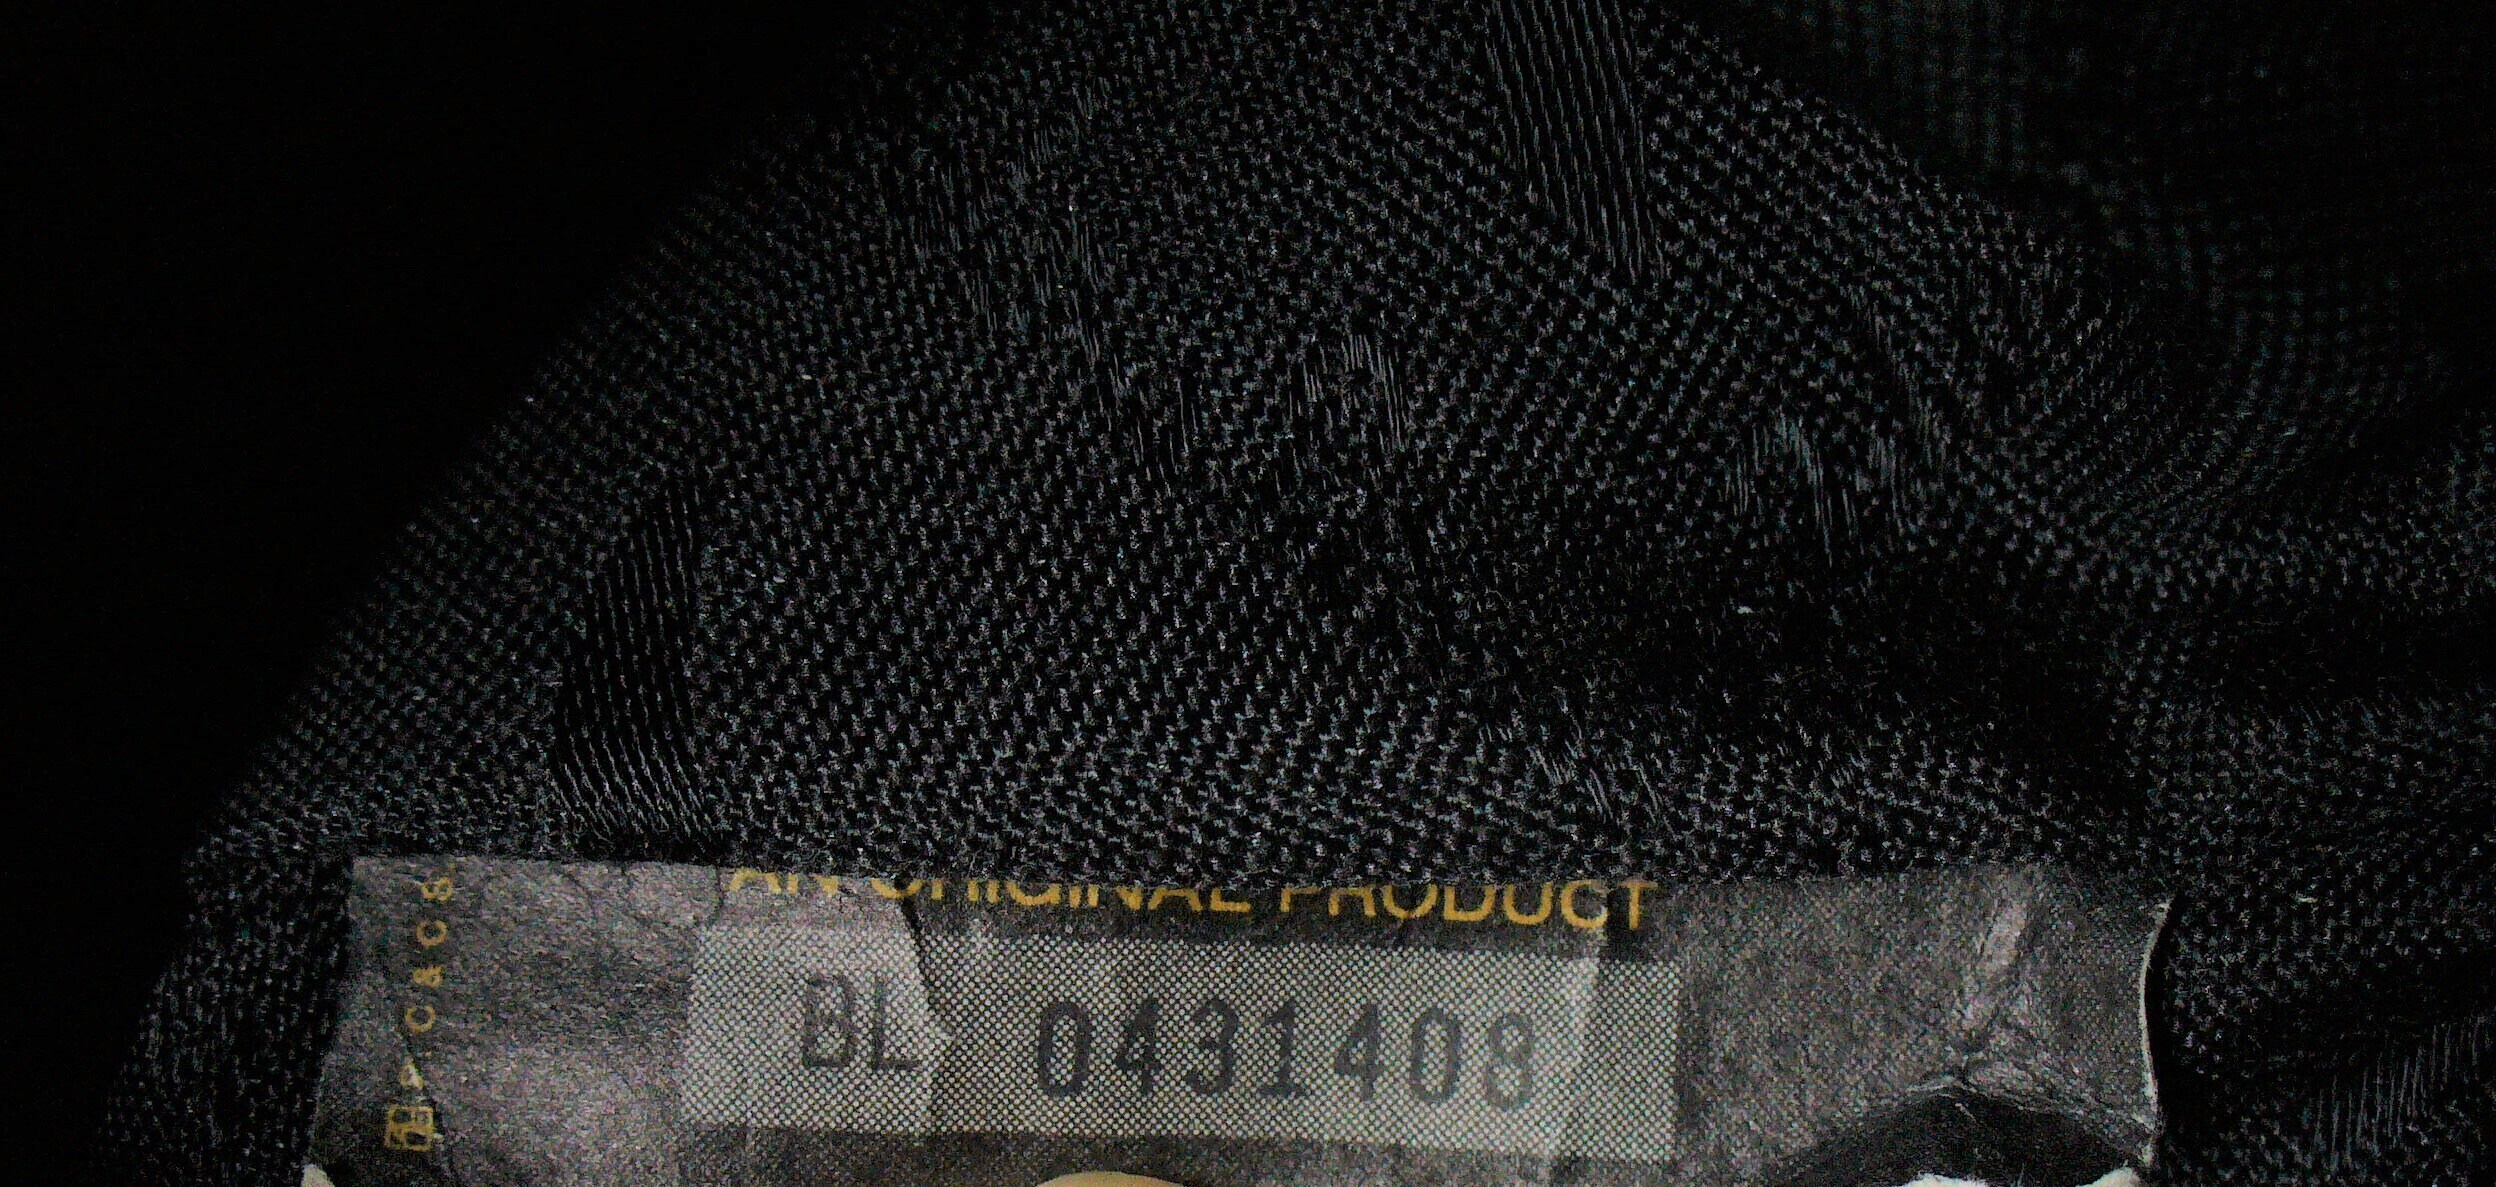 AN ORIGINAL PRODUCT
BL 0431408